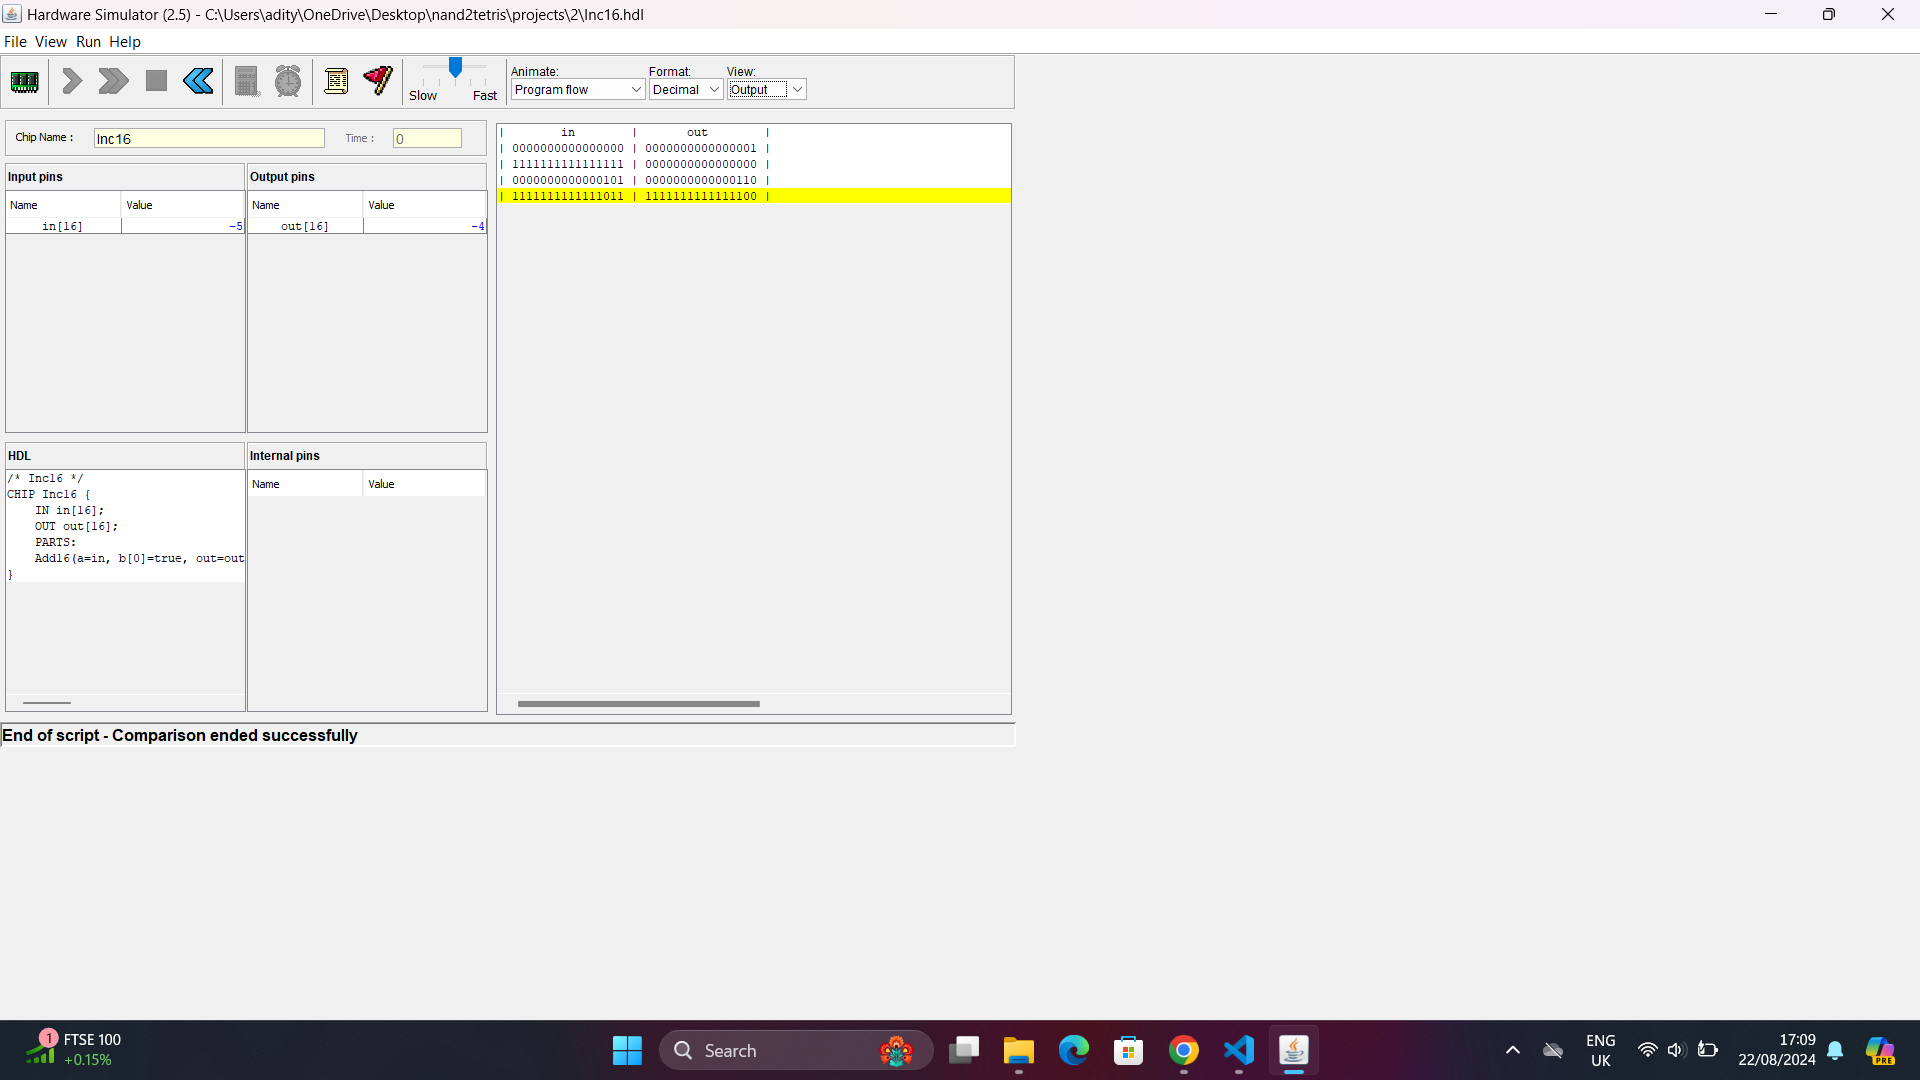 Hardware Simulator (2.5) - C:\Users\adity\OneDrive\Desktop\nand2tetris\projects\2\Inc16.hdl
File View Run Help
Slow Fast
Animate: Format: View:
Program flow Decimal Output
Chip Name : Inc16 Time : 0
Input pins
Name Value
in[16] -5
Output pins
Name Value
out[16] -4
| in | out |
| 0000000000000000 | 0000000000000001 |
| 1111111111111111 | 0000000000000000 |
| 0000000000000101 | 0000000000000110 |
| 1111111111111011 | 1111111111111100 |
HDL
/* Inc16 */
CHIP Inc16 {
IN in[16];
OUT out[16];
PARTS:
Add16(a=in, b[0]=true, out=out
}
Internal pins
Name Value
End of script - Comparison ended successfully
1
FTSE 100
+0.15%
Search
ENG
UK
17:09
22/08/2024
PRE